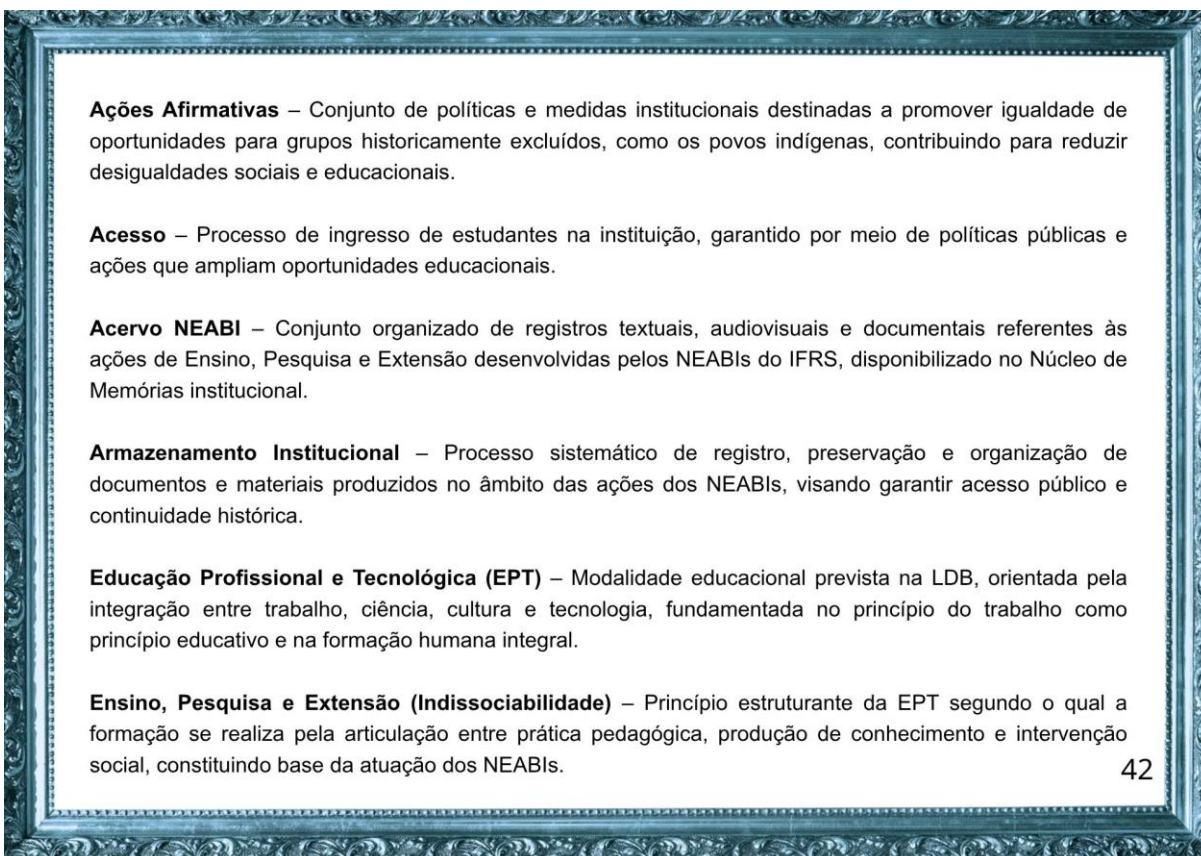 Ações Afirmativas – Conjunto de políticas e medidas institucionais destinadas a promover igualdade de
oportunidades para grupos historicamente excluídos, como os povos indígenas, contribuindo para reduzir
desigualdades sociais e educacionais.
Acesso – Processo de ingresso de estudantes na instituição, garantido por meio de políticas públicas e
ações que ampliam oportunidades educacionais.
Acervo NEABI – Conjunto organizado de registros textuais, audiovisuais e documentais referentes às
ações de Ensino, Pesquisa e Extensão desenvolvidas pelos NEABIs do IFRS, disponibilizado no Núcleo de
Memórias institucional.
Armazenamento Institucional – Processo sistemático de registro, preservação e organização de
documentos e materiais produzidos no âmbito das ações dos NEABIs, visando garantir acesso público e
continuidade histórica.
Educação Profissional e Tecnológica (EPT) – Modalidade educacional prevista na LDB, orientada pela
integração entre trabalho, ciência, cultura e tecnologia, fundamentada no princípio do trabalho como
princípio educativo e na formação humana integral.
Ensino, Pesquisa e Extensão (Indissociabilidade) – Princípio estruturante da EPT segundo o qual a
formação se realiza pela articulação entre prática pedagógica, produção de conhecimento e intervenção
social, constituindo base da atuação dos NEABIs.
42